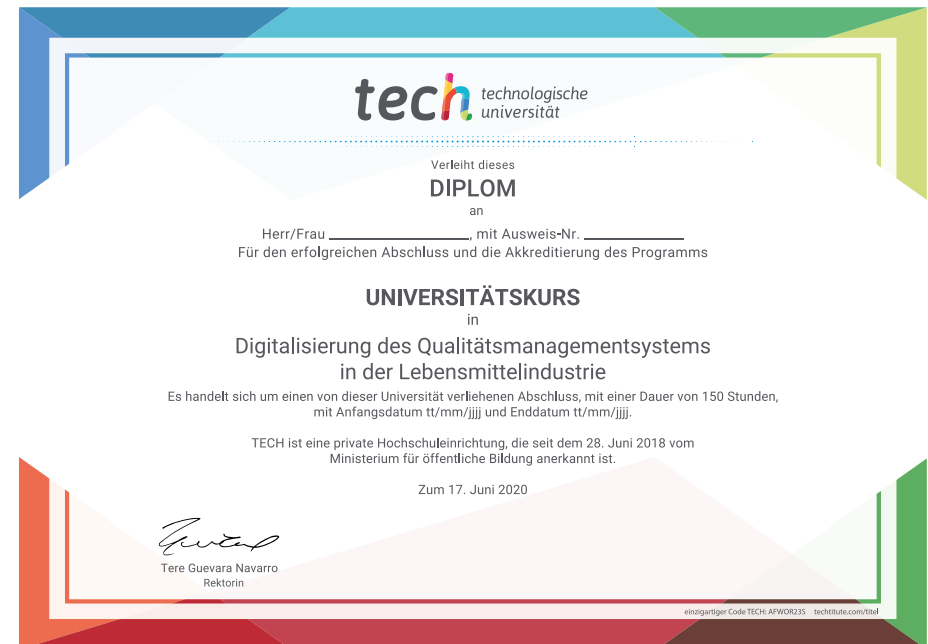 tech technologische
universität
Verleiht dieses
DIPLOM
an
Herr/Frau ____________________, mit Ausweis-Nr. ______________
Für den erfolgreichen Abschluss und die Akkreditierung des Programms
UNIVERSITÄTSKURS
in
Digitalisierung des Qualitätsmanagementsystems
in der Lebensmittelindustrie
Es handelt sich um einen von dieser Universität verliehenen Abschluss, mit einer Dauer von 150 Stunden,
mit Anfangsdatum tt/mm/jjjj und Enddatum tt/mm/jjjj.
TECH ist eine private Hochschuleinrichtung, die seit dem 28. Juni 2018 vom
Ministerium für öffentliche Bildung anerkannt ist.
Zum 17. Juni 2020
Tere Guevara Navarro
Rektorin
einzigartiger Code TECH: AFWOR23S techtitute.com/titel